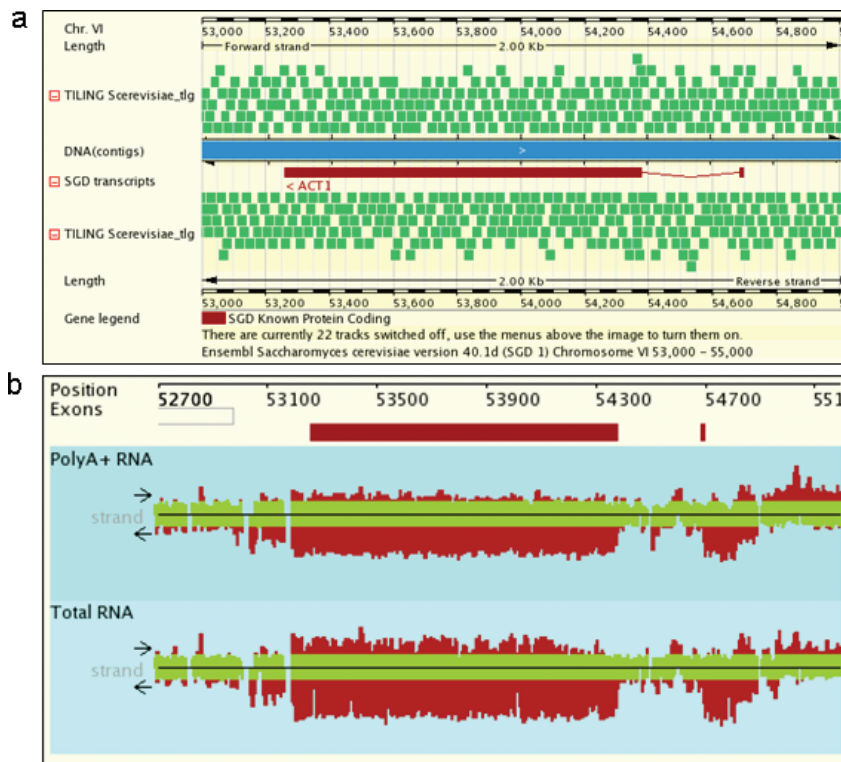 a
Chr. VI 53,000 53,200 53,400 53,600 53,800 54,000 54,200 54,400 54,600 54,800
Length Forward strand 2.00 Kb
TILING Scerevisiae_tlg
DNA(contigs) >
SGD transcripts
< ACT1
TILING Scerevisiae_tlg
Length 2.00 Kb Reverse strand
53,000 53,200 53,400 53,600 53,800 54,000 54,200 54,400 54,600 54,800
Gene legend SGD Known Protein Coding
There are currently 22 tracks switched off, use the menus above the image to turn them on.
Ensembl Saccharomyces cerevisiae version 40.1d (SGD 1) Chromosome VI 53,000 - 55,000
b
Position 52700 53100 53500 53900 54300 54700 551
Exons
PolyA+ RNA
strand
Total RNA
strand